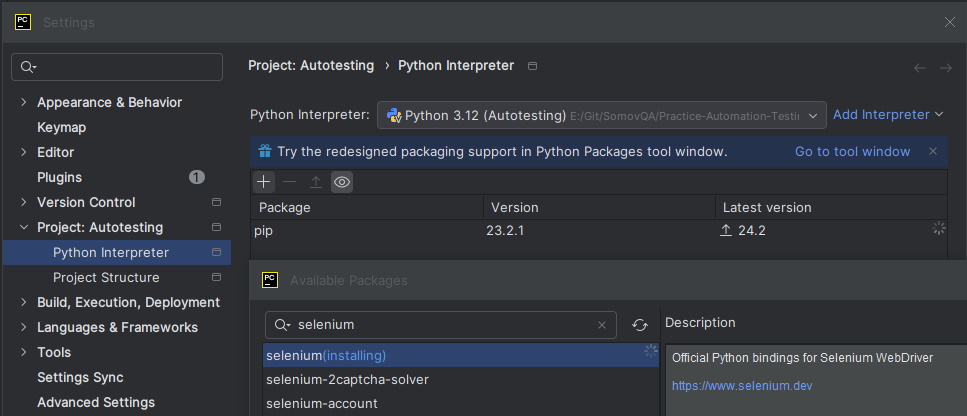 PC Settings
Project: Autotesting › Python Interpreter
Appearance & Behavior
Keymap
Editor
Plugins 1
Version Control
Project: Autotesting
Python Interpreter
Project Structure
Build, Execution, Deployment
Languages & Frameworks
Tools
Settings Sync
Advanced Settings
Python Interpreter: Python 3.12 (Autotesting) E:/Git/SomovQA/Practice-Automation-Testi Add Interpreter
Try the redesigned packaging support in Python Packages tool window. Go to tool window
Package Version Latest version
pip 23.2.1 24.2
PC Available Packages
selenium
selenium(installing)
selenium-2captcha-solver
selenium-account
Description
Official Python bindings for Selenium WebDriver
https://www.selenium.dev